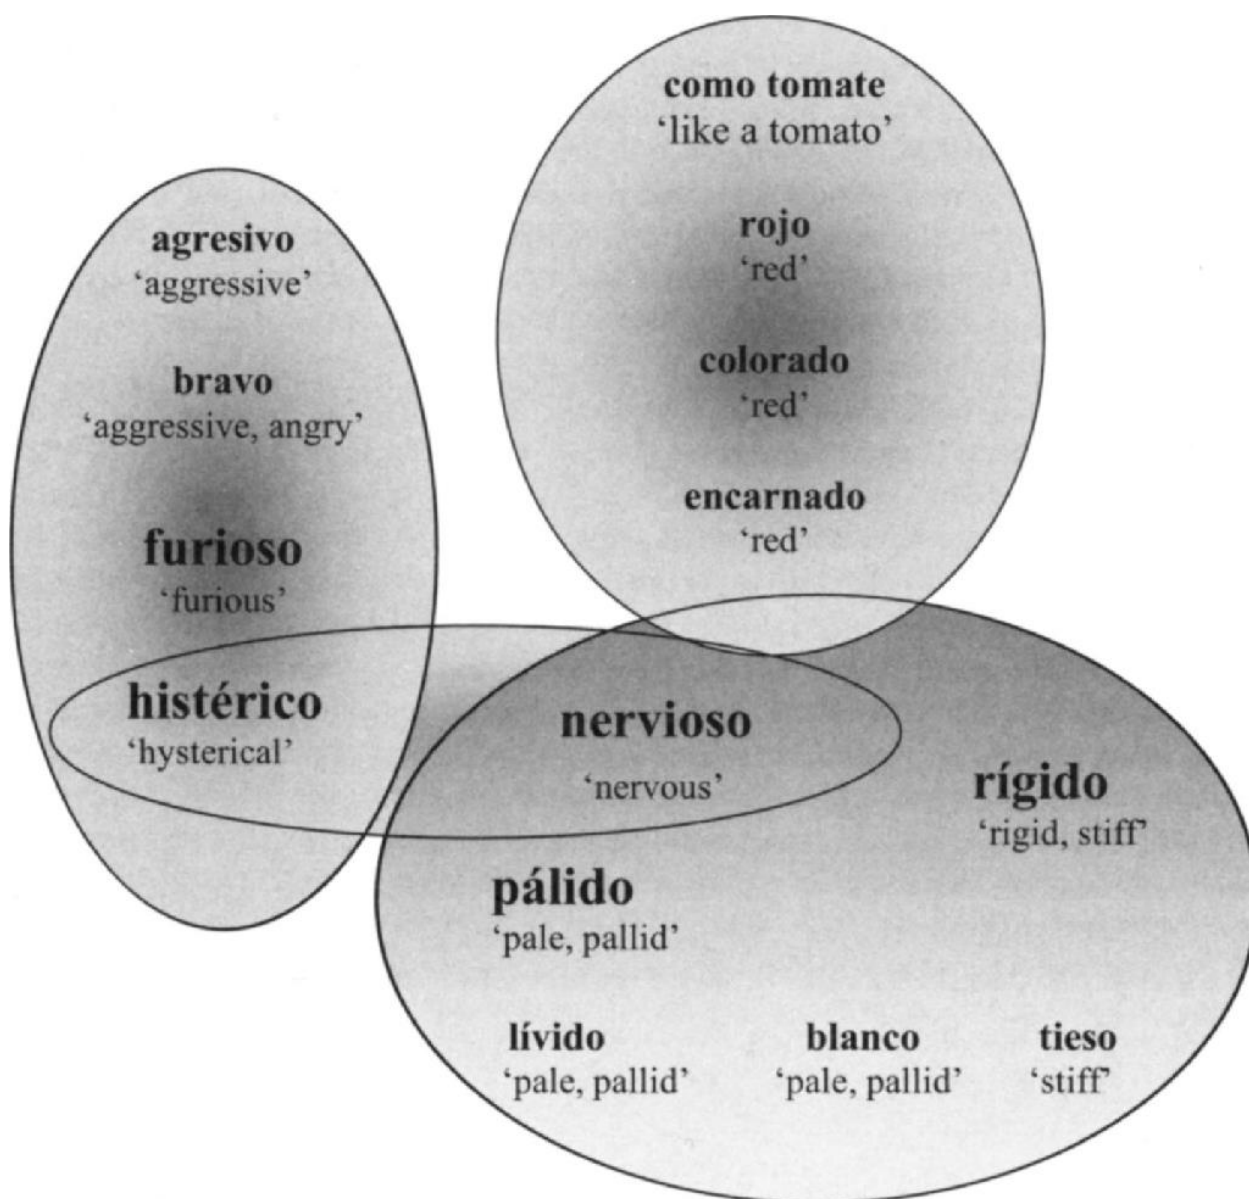 como tomate
‘like a tomato’
rojo
‘red’
colorado
‘red’
encarnado
‘red’
agresivo
‘aggressive’
bravo
‘aggressive, angry’
furioso
‘furious’
histérico
‘hysterical’
nervioso
‘nervous’
rígido
‘rigid, stiff’
pálido
‘pale, pallid’
lívido
‘pale, pallid’
blanco
‘pale, pallid’
tieso
‘stiff’